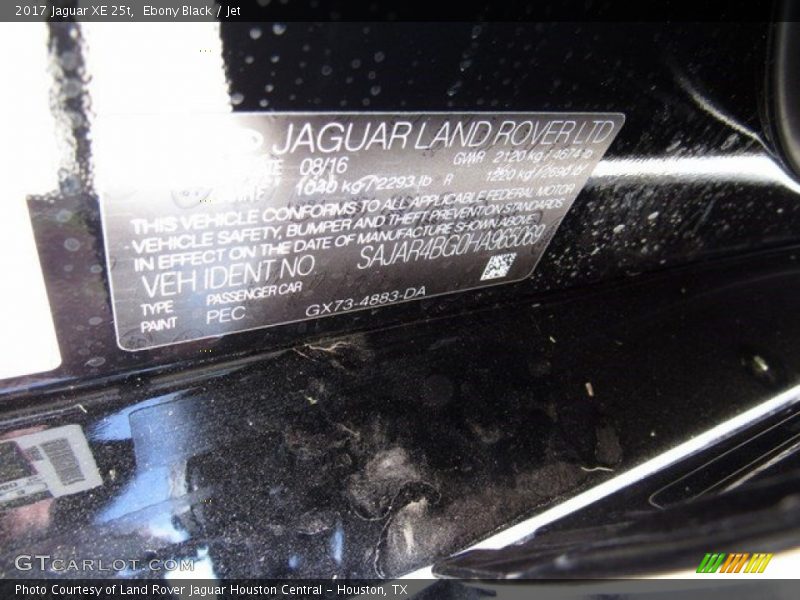 2017 Jaguar XE 25t,  Ebony Black / Jet
JAGUAR LAND ROVER LTD
08/16
GWR 2120 kg / 4674 lb
1040 kg / 2293 lb R
THIS VEHICLE CONFORMS TO ALL APPLICABLE FEDERAL MOTOR
VEHICLE SAFETY, BUMPER AND THEFT PREVENTION STANDARDS
IN EFFECT ON THE DATE OF MANUFACTURE SHOWN ABOVE
VEH IDENT NO
SAJAR4BG0HA965069
TYPE PASSENGER CAR
PAINT PEC
GX73-4883-DA
GTCARLOT.COM
Photo Courtesy of Land Rover Jaguar Houston Central - Houston, TX